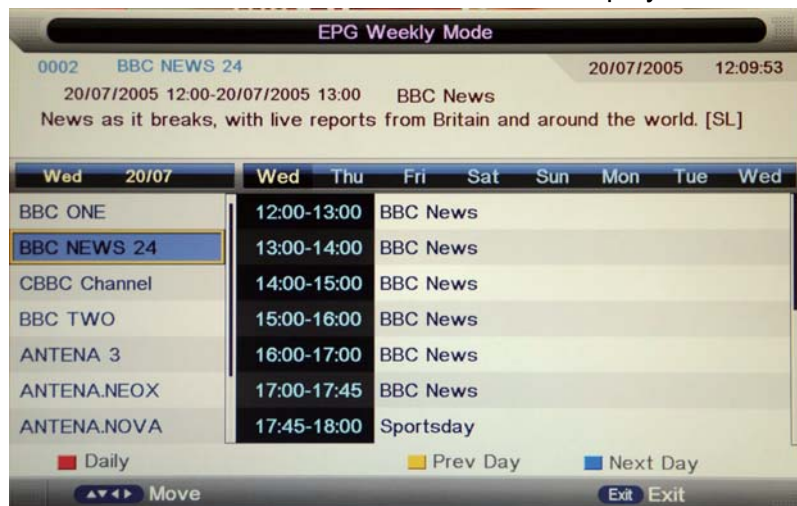 EPG Weekly Mode
0002 BBC NEWS 24 20/07/2005 12:09:53
20/07/2005 12:00-20/07/2005 13:00 BBC News
News as it breaks, with live reports from Britain and around the world. [SL]
Wed 20/07 Wed Thu Fri Sat Sun Mon Tue Wed
BBC ONE 12:00-13:00 BBC News
BBC NEWS 24 13:00-14:00 BBC News
CBBC Channel 14:00-15:00 BBC News
BBC TWO 15:00-16:00 BBC News
ANTENA 3 16:00-17:00 BBC News
ANTENA.NEOX 17:00-17:45 BBC News
ANTENA.NOVA 17:45-18:00 Sportsday
Daily Prev Day Next Day
Move Exit Exit